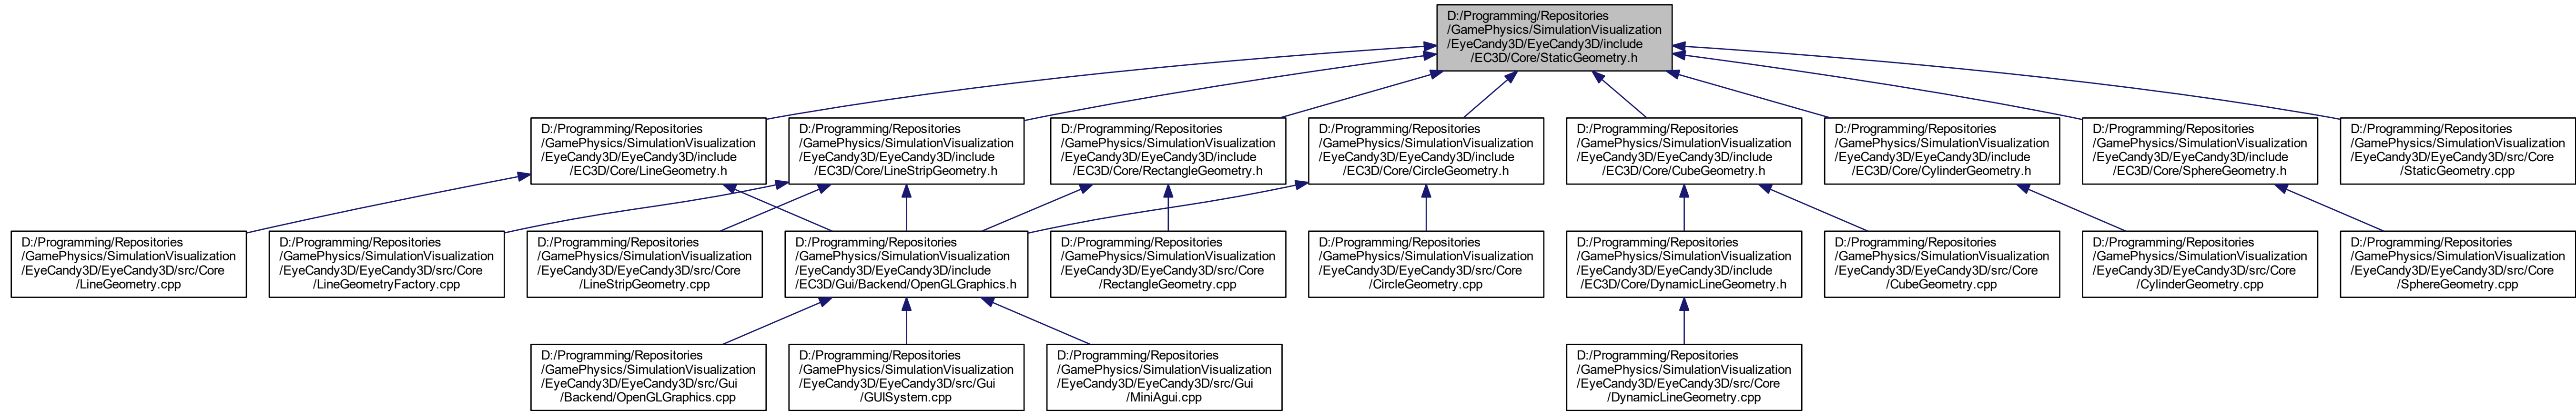 D:/Programming/Repositories
/GamePhysics/SimulationVisualization
/EyeCandy3D/EyeCandy3D/include
/EC3D/Core/StaticGeometry.h
D:/Programming/Repositories
/GamePhysics/SimulationVisualization
/EyeCandy3D/EyeCandy3D/include
/EC3D/Core/LineGeometry.h
D:/Programming/Repositories
/GamePhysics/SimulationVisualization
/EyeCandy3D/EyeCandy3D/include
/EC3D/Core/LineStripGeometry.h
D:/Programming/Repositories
/GamePhysics/SimulationVisualization
/EyeCandy3D/EyeCandy3D/include
/EC3D/Core/RectangleGeometry.h
D:/Programming/Repositories
/GamePhysics/SimulationVisualization
/EyeCandy3D/EyeCandy3D/include
/EC3D/Core/CircleGeometry.h
D:/Programming/Repositories
/GamePhysics/SimulationVisualization
/EyeCandy3D/EyeCandy3D/include
/EC3D/Core/CubeGeometry.h
D:/Programming/Repositories
/GamePhysics/SimulationVisualization
/EyeCandy3D/EyeCandy3D/include
/EC3D/Core/CylinderGeometry.h
D:/Programming/Repositories
/GamePhysics/SimulationVisualization
/EyeCandy3D/EyeCandy3D/include
/EC3D/Core/SphereGeometry.h
D:/Programming/Repositories
/GamePhysics/SimulationVisualization
/EyeCandy3D/EyeCandy3D/src/Core
/StaticGeometry.cpp
D:/Programming/Repositories
/GamePhysics/SimulationVisualization
/EyeCandy3D/EyeCandy3D/src/Core
/LineGeometry.cpp
D:/Programming/Repositories
/GamePhysics/SimulationVisualization
/EyeCandy3D/EyeCandy3D/src/Core
/LineGeometryFactory.cpp
D:/Programming/Repositories
/GamePhysics/SimulationVisualization
/EyeCandy3D/EyeCandy3D/src/Core
/LineStripGeometry.cpp
D:/Programming/Repositories
/GamePhysics/SimulationVisualization
/EyeCandy3D/EyeCandy3D/include
/EC3D/Gui/Backend/OpenGLGraphics.h
D:/Programming/Repositories
/GamePhysics/SimulationVisualization
/EyeCandy3D/EyeCandy3D/src/Core
/RectangleGeometry.cpp
D:/Programming/Repositories
/GamePhysics/SimulationVisualization
/EyeCandy3D/EyeCandy3D/src/Core
/CircleGeometry.cpp
D:/Programming/Repositories
/GamePhysics/SimulationVisualization
/EyeCandy3D/EyeCandy3D/include
/EC3D/Core/DynamicLineGeometry.h
D:/Programming/Repositories
/GamePhysics/SimulationVisualization
/EyeCandy3D/EyeCandy3D/src/Core
/CubeGeometry.cpp
D:/Programming/Repositories
/GamePhysics/SimulationVisualization
/EyeCandy3D/EyeCandy3D/src/Core
/CylinderGeometry.cpp
D:/Programming/Repositories
/GamePhysics/SimulationVisualization
/EyeCandy3D/EyeCandy3D/src/Core
/SphereGeometry.cpp
D:/Programming/Repositories
/GamePhysics/SimulationVisualization
/EyeCandy3D/EyeCandy3D/src/Gui
/Backend/OpenGLGraphics.cpp
D:/Programming/Repositories
/GamePhysics/SimulationVisualization
/EyeCandy3D/EyeCandy3D/src/Gui
/GUISystem.cpp
D:/Programming/Repositories
/GamePhysics/SimulationVisualization
/EyeCandy3D/EyeCandy3D/src/Gui
/MiniAgui.cpp
D:/Programming/Repositories
/GamePhysics/SimulationVisualization
/EyeCandy3D/EyeCandy3D/src/Core
/DynamicLineGeometry.cpp